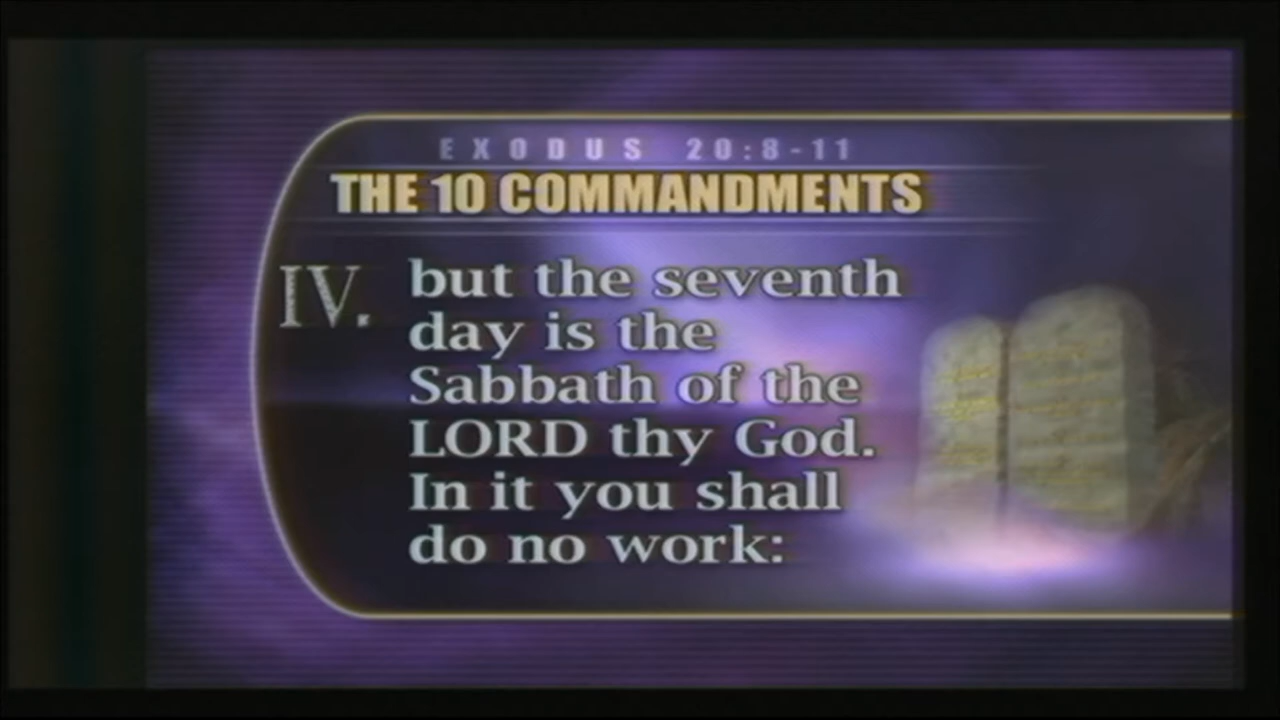 EXODUS 20:8-11
THE 10 COMMANDMENTS
IV. but the seventh
day is the
Sabbath of the
LORD thy God.
In it you shall
do no work: